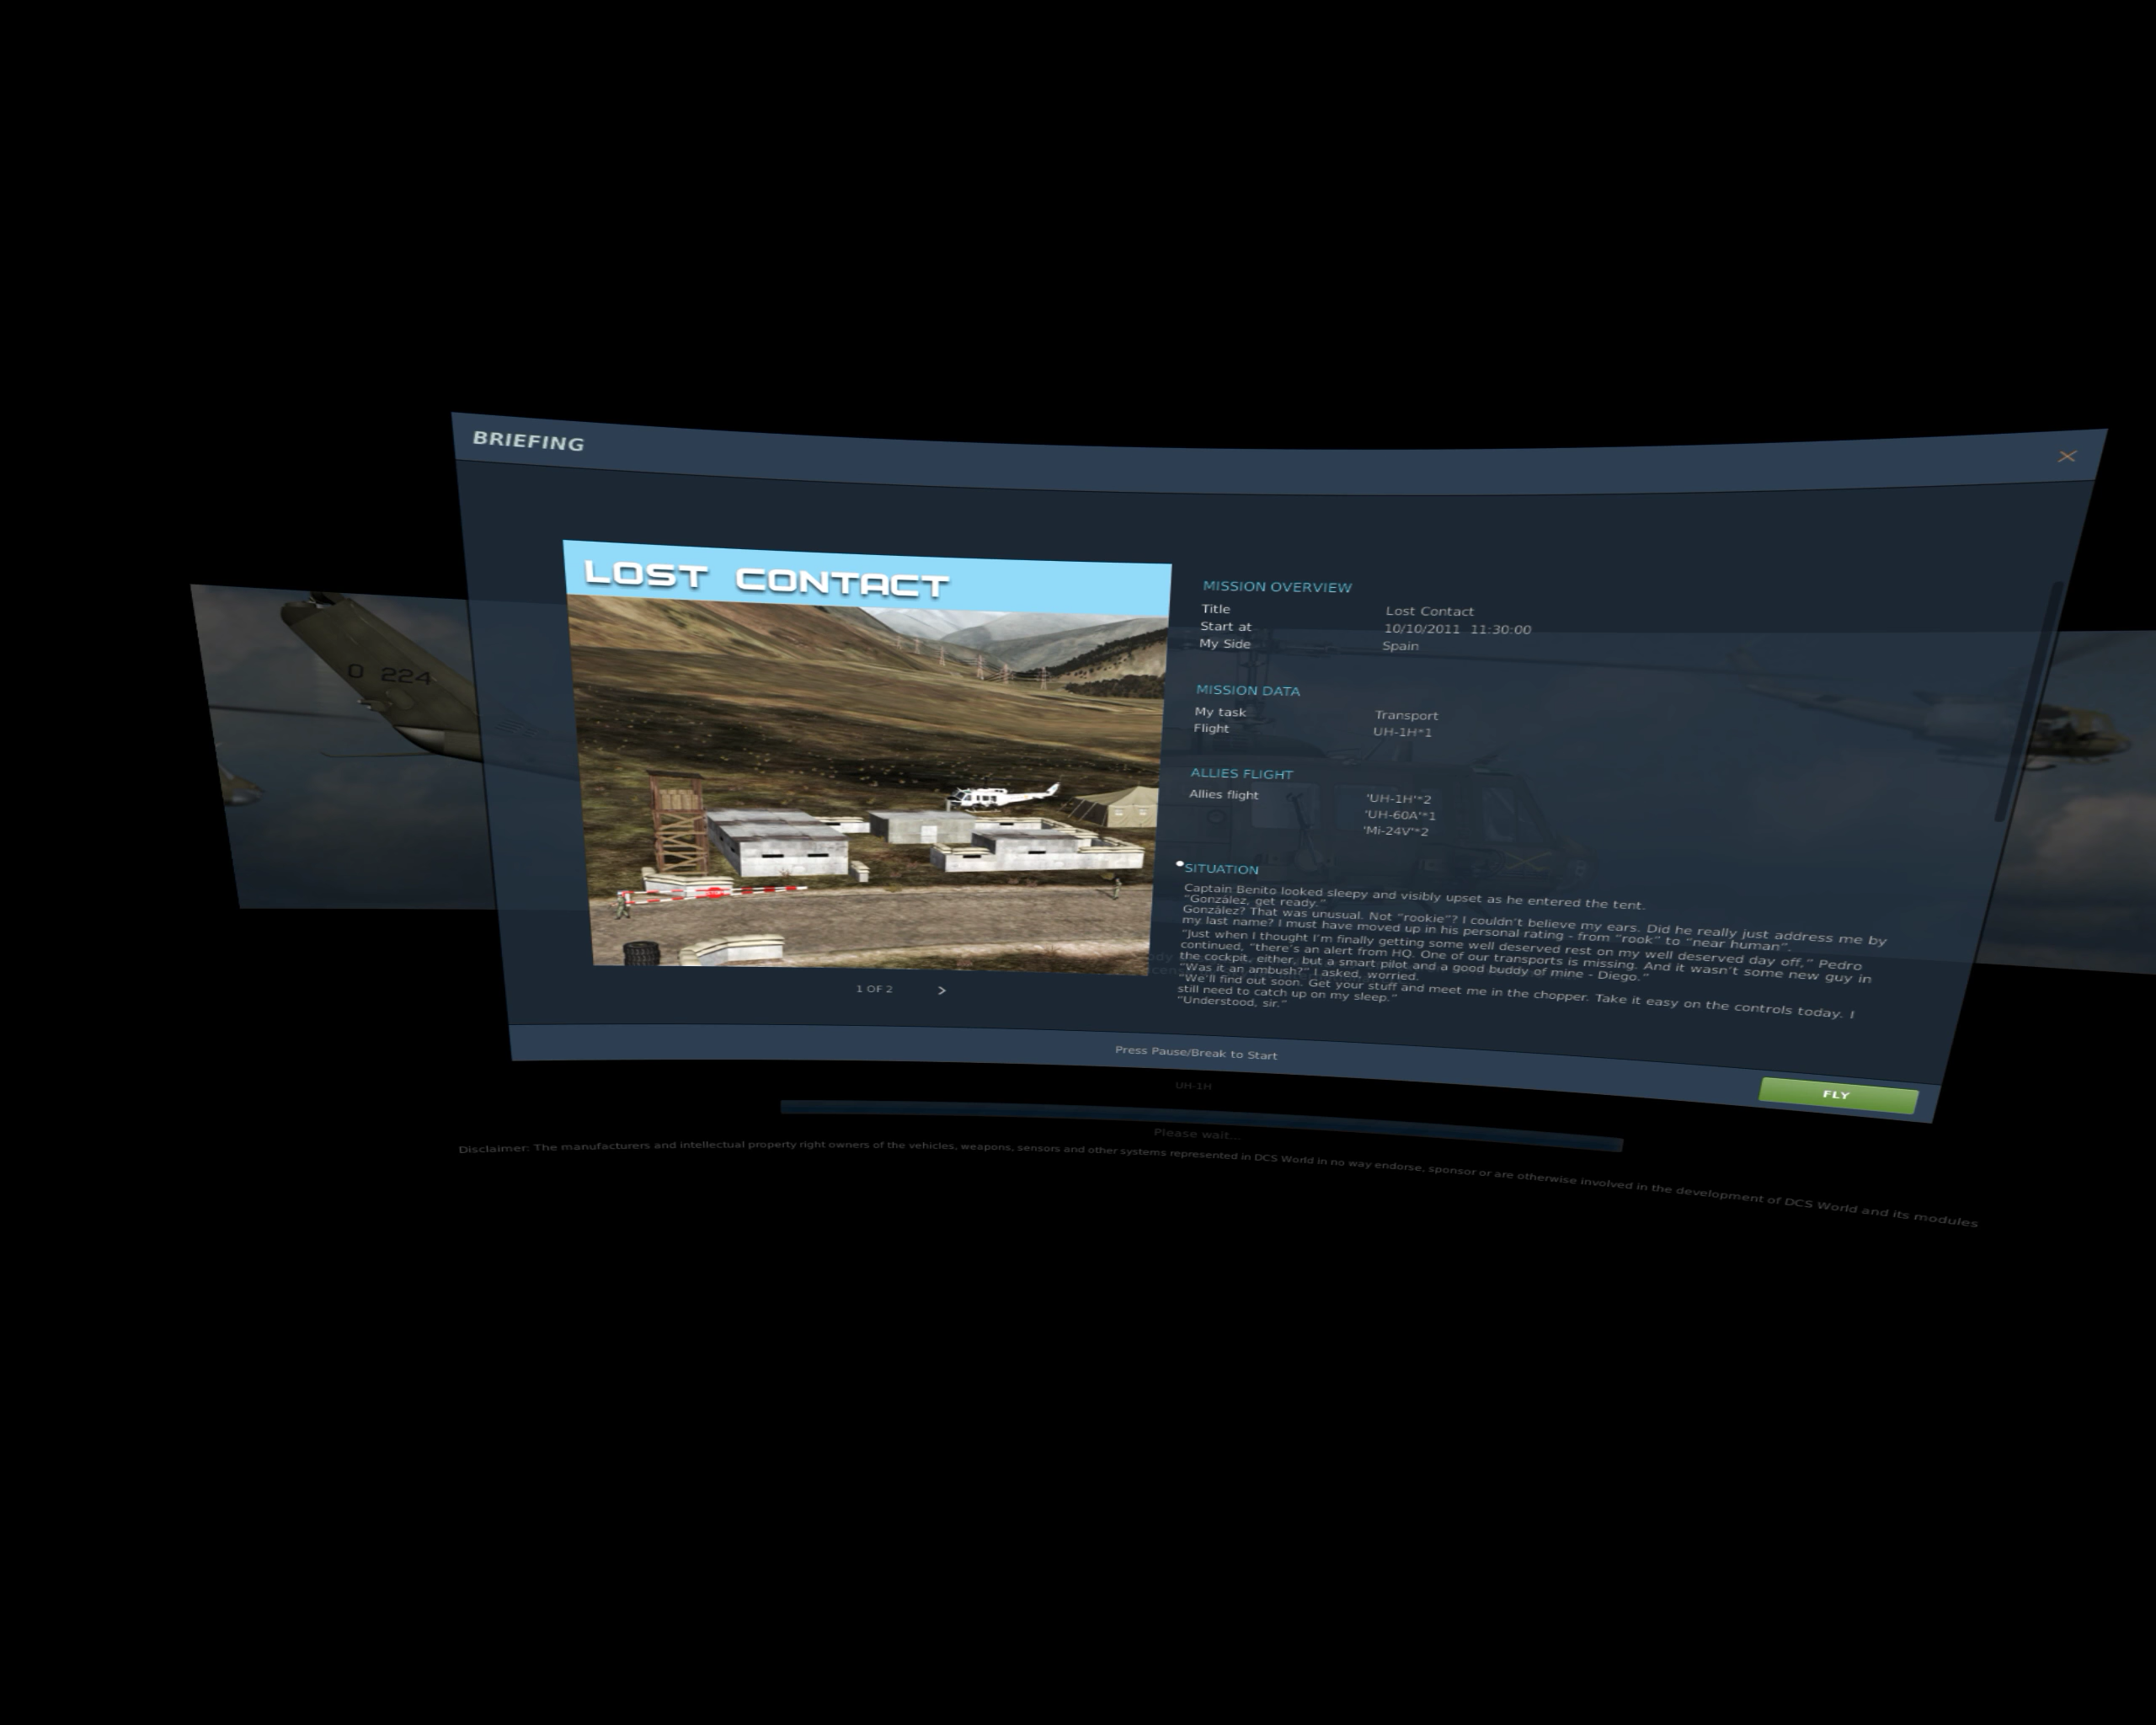 BRIEFING
O 224
LOST CONTACT
MISSION OVERVIEW
Title Lost Contact
Start at 10/10/2011 11:30:00
My Side Spain
MISSION DATA
My task Transport
Flight UH-1H*1
ALLIES FLIGHT
Allies flight 'UH-1H'*2
'UH-60A'*1
'Mi-24V'*2
SITUATION
Captain Benito looked sleepy and visibly upset as he entered the tent.
"González, get ready."
González? That was unusual. Not "rookie"? I couldn't believe my ears. Did he really just address me by
my last name? I must have moved up in his personal rating - from "rook" to "near human".
"Just when I thought I'm finally getting some well deserved rest on my well deserved day off," Pedro
continued, "there's an alert from HQ. One of our transports is missing. And it wasn't some new guy in
the cockpit, either, but a smart pilot and a good buddy of mine - Diego."
"Was it an ambush?" I asked, worried.
"We'll find out soon. Get your stuff and meet me in the chopper. Take it easy on the controls today. I
still need to catch up on my sleep."
"Understood, sir."
1 OF 2 >
Press Pause/Break to Start
FLY
UH-1H
Please wait...
Disclaimer: The manufacturers and intellectual property right owners of the vehicles, weapons, sensors and other systems represented in DCS World in no way endorse, sponsor or are otherwise involved in the development of DCS World and its modules